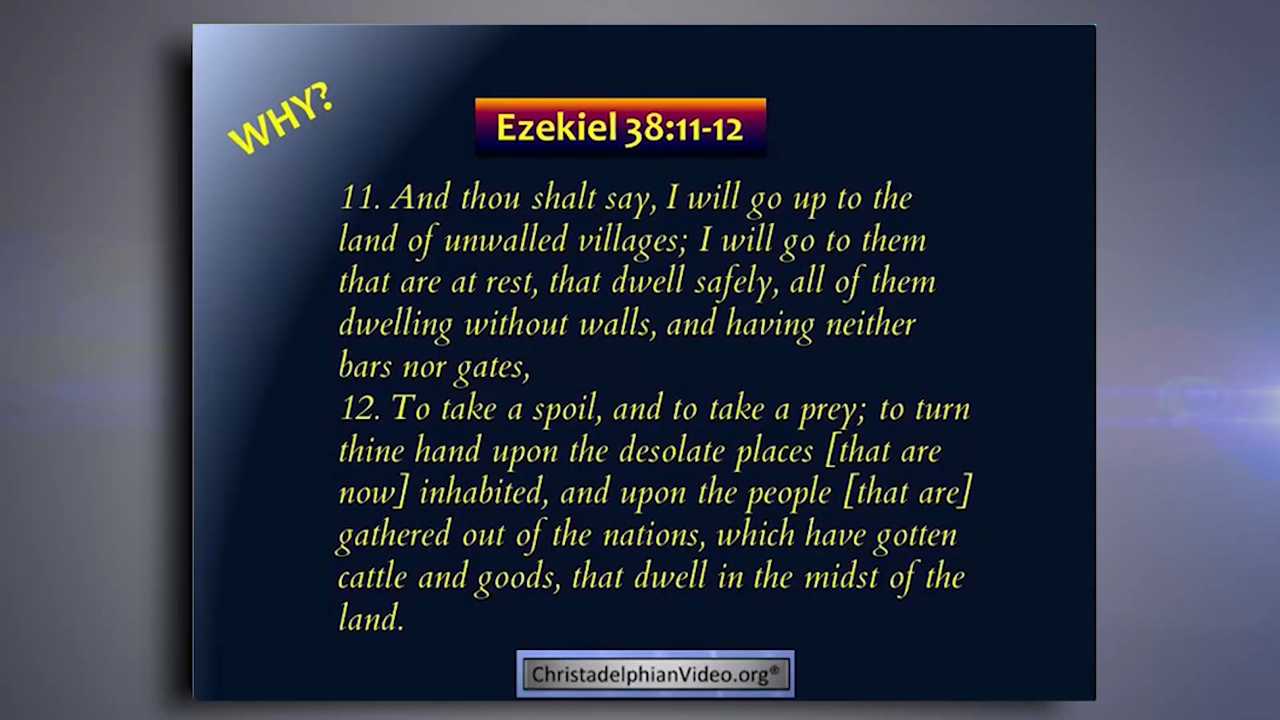 WHY?
Ezekiel 38:11-12
11. And thou shalt say, I will go up to the
land of unwalled villages; I will go to them
that are at rest, that dwell safely, all of them
dwelling without walls, and having neither
bars nor gates,
12. To take a spoil, and to take a prey; to turn
thine hand upon the desolate places [that are
now] inhabited, and upon the people [that are]
gathered out of the nations, which have gotten
cattle and goods, that dwell in the midst of the
land.
ChristadelphianVideo.org®